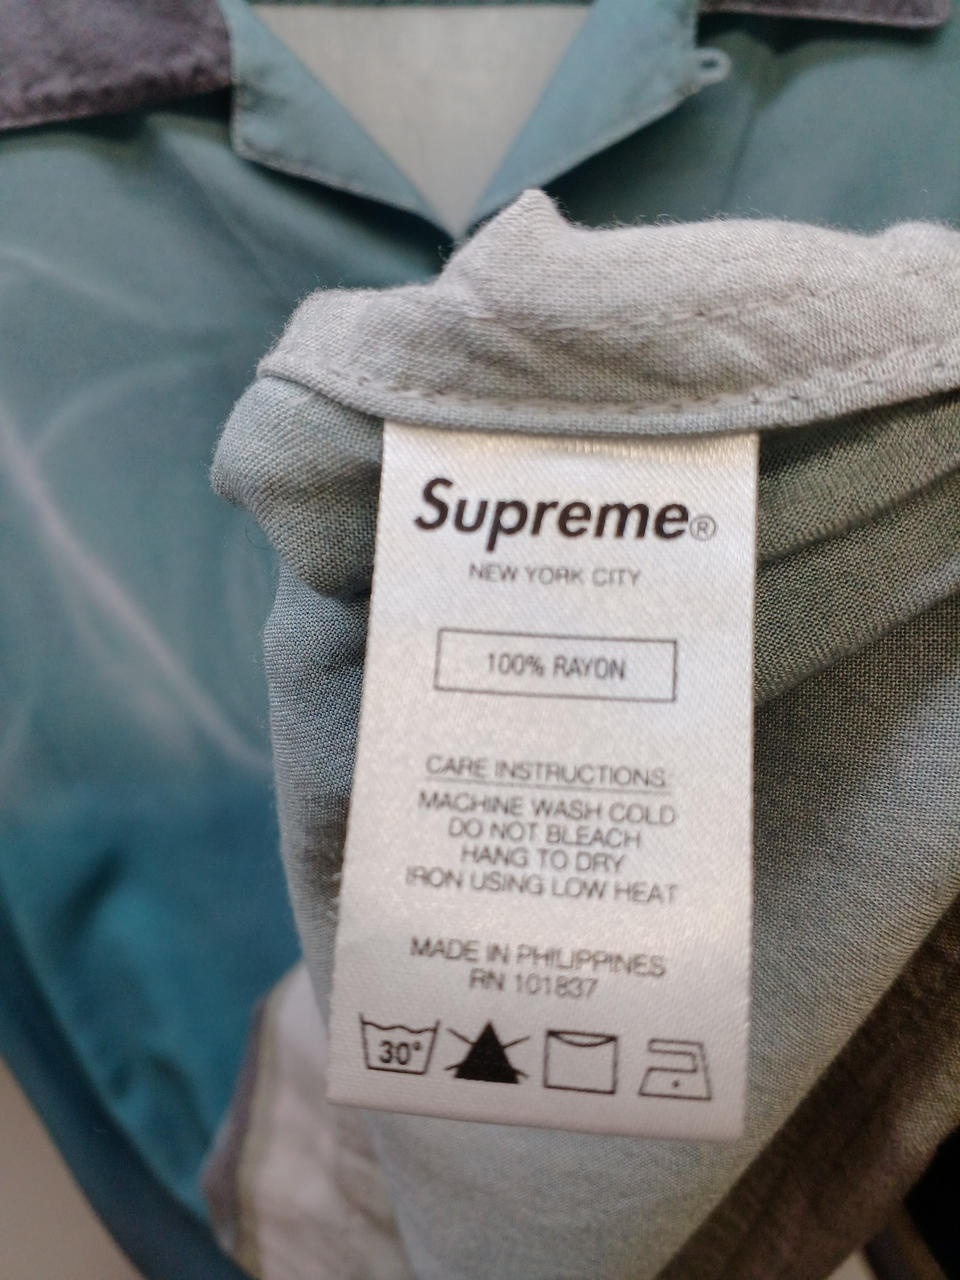 Supreme®
NEW YORK CITY
100% RAYON
CARE INSTRUCTIONS
MACHINE WASH COLD
DO NOT BLEACH
HANG TO DRY
IRON USING LOW HEAT
MADE IN PHILIPPINES
RN 101837
30°